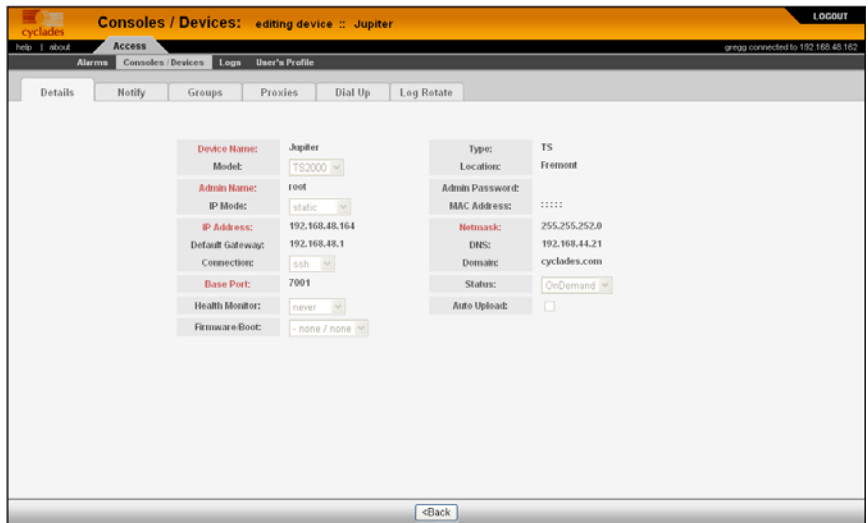 cyclades
Consoles / Devices: editing device :: Jupiter
LOGOUT
help | about
Access
gregg connected to 192.168.48.162
Alarms Consoles / Devices Logs User's Profile
Details Notify Groups Proxies Dial Up Log Rotate
Device Name: Jupiter Type: TS
Model: TS2000 Location: Fremont
Admin Name: root Admin Password:
IP Mode: static MAC Address: :::::
IP Address: 192.168.48.164 Netmask: 255.255.252.0
Default Gateway: 192.168.48.1 DNS: 192.168.44.21
Connection: ssh Domain: cyclades.com
Base Port: 7001 Status: OnDemand
Health Monitor: never Auto Upload:
Firmware/Boot: - none / none
<Back